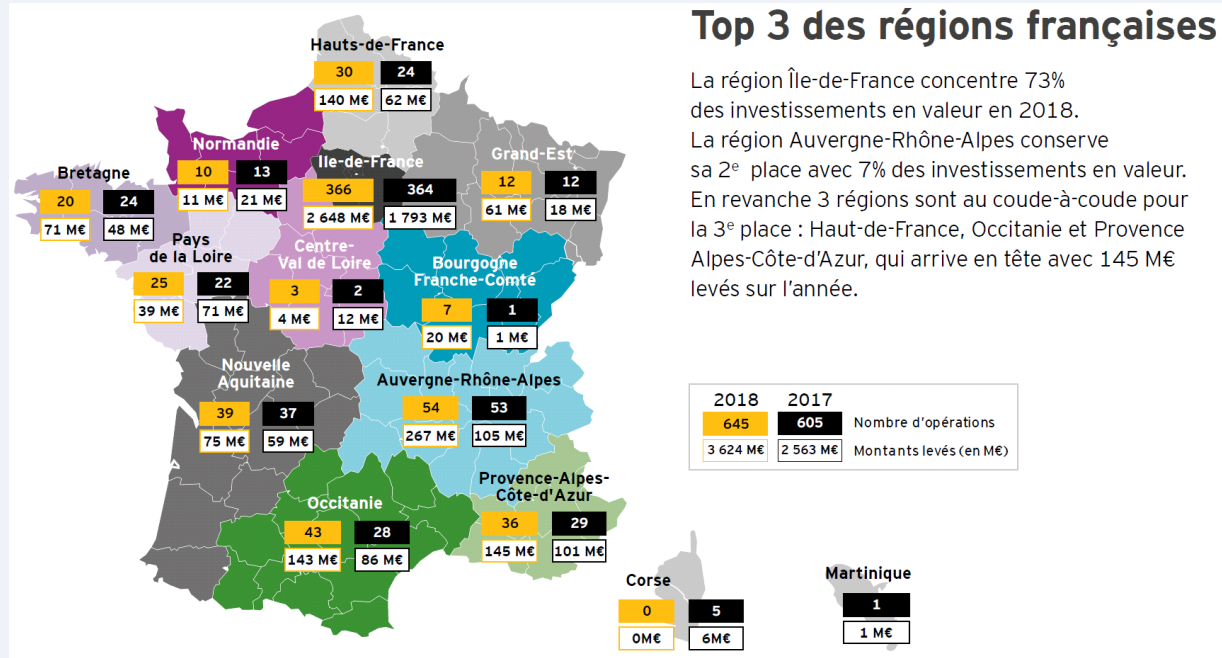 Top 3 des régions françaises
La région Île-de-France concentre 73%
des investissements en valeur en 2018.
La région Auvergne-Rhône-Alpes conserve
sa 2e place avec 7% des investissements en valeur.
En revanche 3 régions sont au coude-à-coude pour
la 3e place : Haut-de-France, Occitanie et Provence
Alpes-Côte-d'Azur, qui arrive en tête avec 145 M€
levés sur l'année.
2018 2017
645 605 Nombre d'opérations
3 624 M€ 2 563 M€ Montants levés (en M€)
Hauts-de-France
30 24
140 M€ 62 M€
Normandie
10 13
11 M€ 21 M€
Ile-de-France
366 364
2 648 M€ 1 793 M€
Grand-Est
12 12
61 M€ 18 M€
Bretagne
20 24
71 M€ 48 M€
Pays
de la Loire
25 22
39 M€ 71 M€
Centre-
Val de Loire
3 2
4 M€ 12 M€
Bourgogne
Franche-Comté
7 1
20 M€ 1 M€
Nouvelle
Aquitaine
39 37
75 M€ 59 M€
Auvergne-Rhône-Alpes
54 53
267 M€ 105 M€
Provence-Alpes-
Côte-d'Azur
36 29
145 M€ 101 M€
Occitanie
43 28
143 M€ 86 M€
Corse
0 5
0M€ 6M€
Martinique
1
1 M€